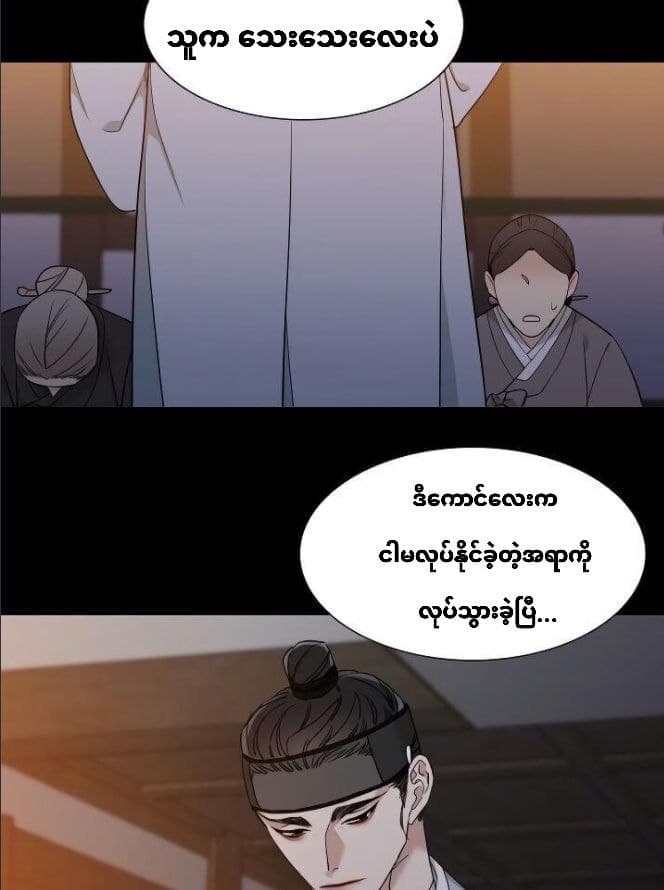 သူက သေးသေးလေးပဲ
ဒီကောင်လေးက
ငါမလုပ်နိုင်ခဲ့တဲ့အရာကို
လုပ်သွားခဲ့ပြီ...